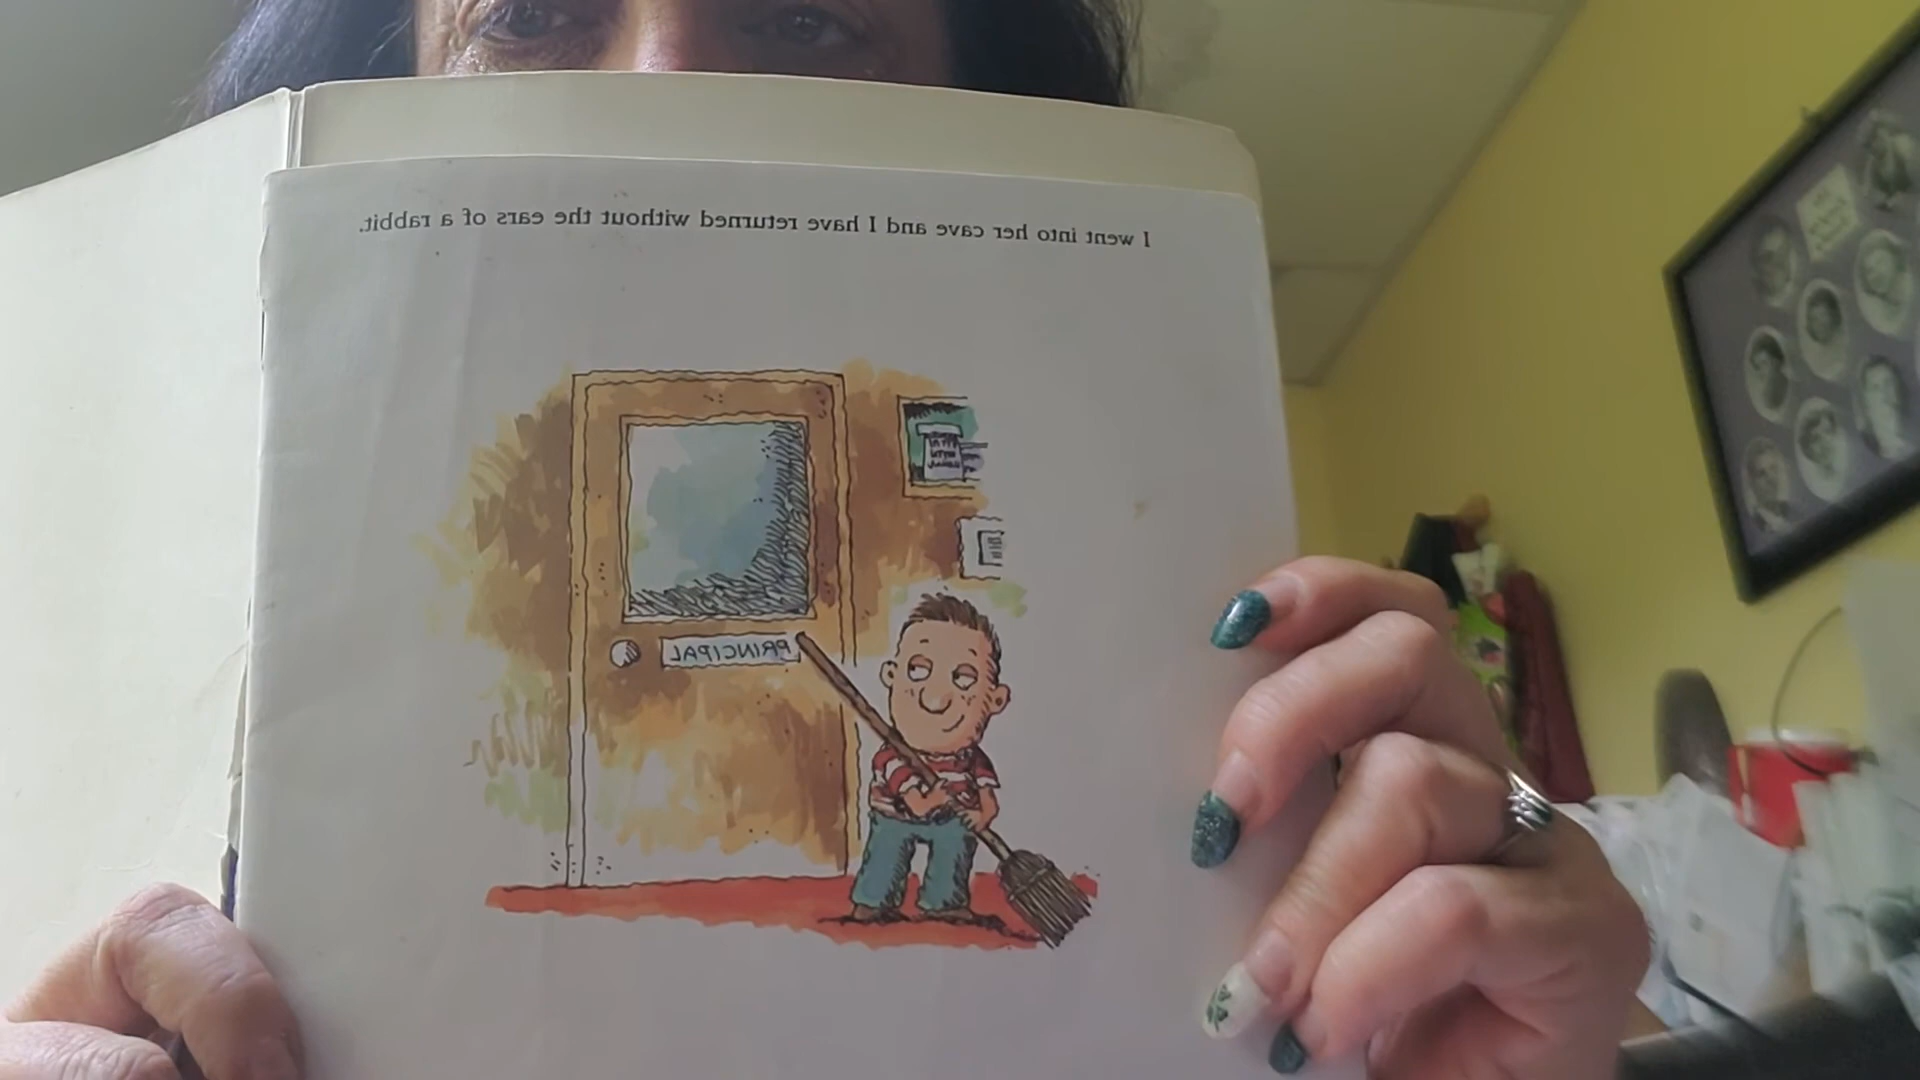 I went into her cave and I have returned without the ears of a rabbit.
PRINCIPAL